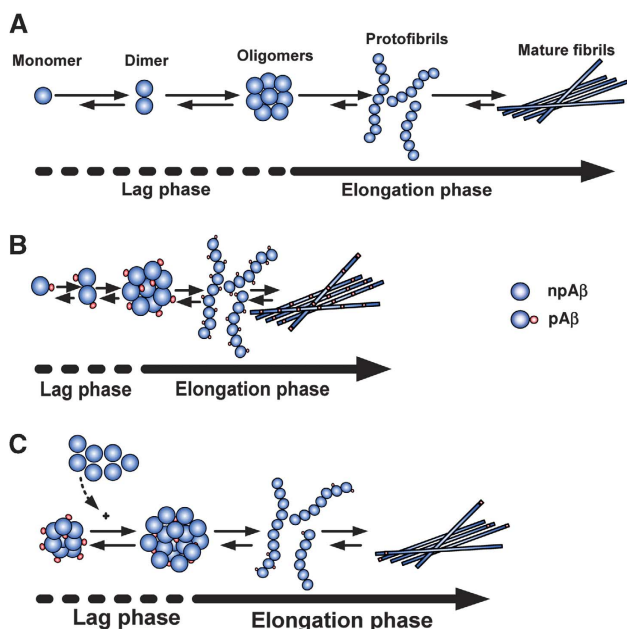 A
Monomer
Dimer
Oligomers
Protofibrils
Mature fibrils
Lag phase
Elongation phase
B
npAβ
pAβ
Lag phase
Elongation phase
C
+
Lag phase
Elongation phase